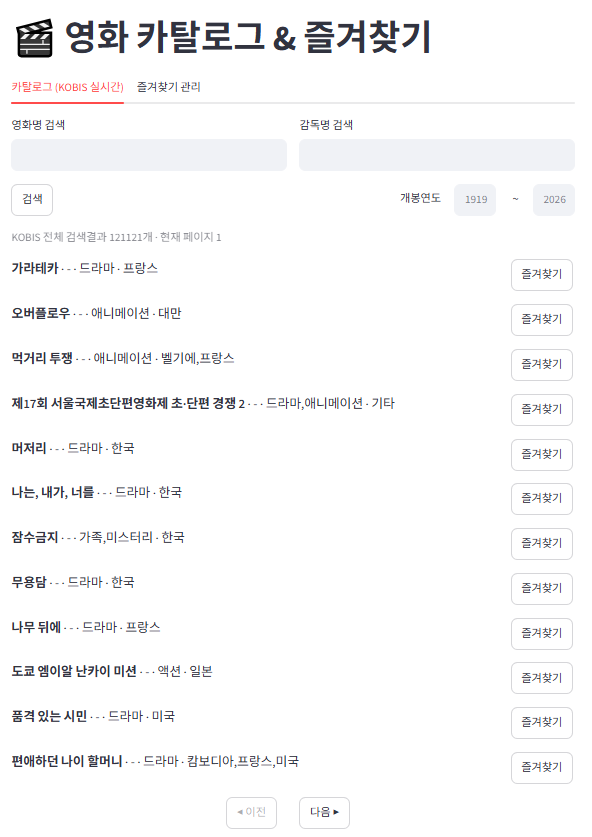 영화 카탈로그 & 즐겨찾기
카탈로그 (KOBIS 실시간) 즐겨찾기 관리
영화명 검색 감독명 검색
검색 개봉연도 1919 ~ 2026
KOBIS 전체 검색결과 121121개 · 현재 페이지 1
가라테카 · - · - 드라마 · 프랑스 즐겨찾기
오버플로우 · - · - 애니메이션 · 대만 즐겨찾기
먹거리 투쟁 · - · - 애니메이션 · 벨기에,프랑스 즐겨찾기
제17회 서울국제초단편영화제 초·단편 경쟁 2 · - · - 드라마,애니메이션 · 기타 즐겨찾기
머저리 · - · - 드라마 · 한국 즐겨찾기
나는, 내가, 너를 · - · - 드라마 · 한국 즐겨찾기
잠수금지 · - · - 가족,미스터리 · 한국 즐겨찾기
무용담 · - · - 드라마 · 한국 즐겨찾기
나무 뒤에 · - · - 드라마 · 프랑스 즐겨찾기
도쿄 엠이알 난카이 미션 · - · - 액션 · 일본 즐겨찾기
품격 있는 시민 · - · - 드라마 · 미국 즐겨찾기
편애하던 나이 할머니 · - · - 드라마 · 캄보디아,프랑스,미국 즐겨찾기
◂ 이전 다음 ▸